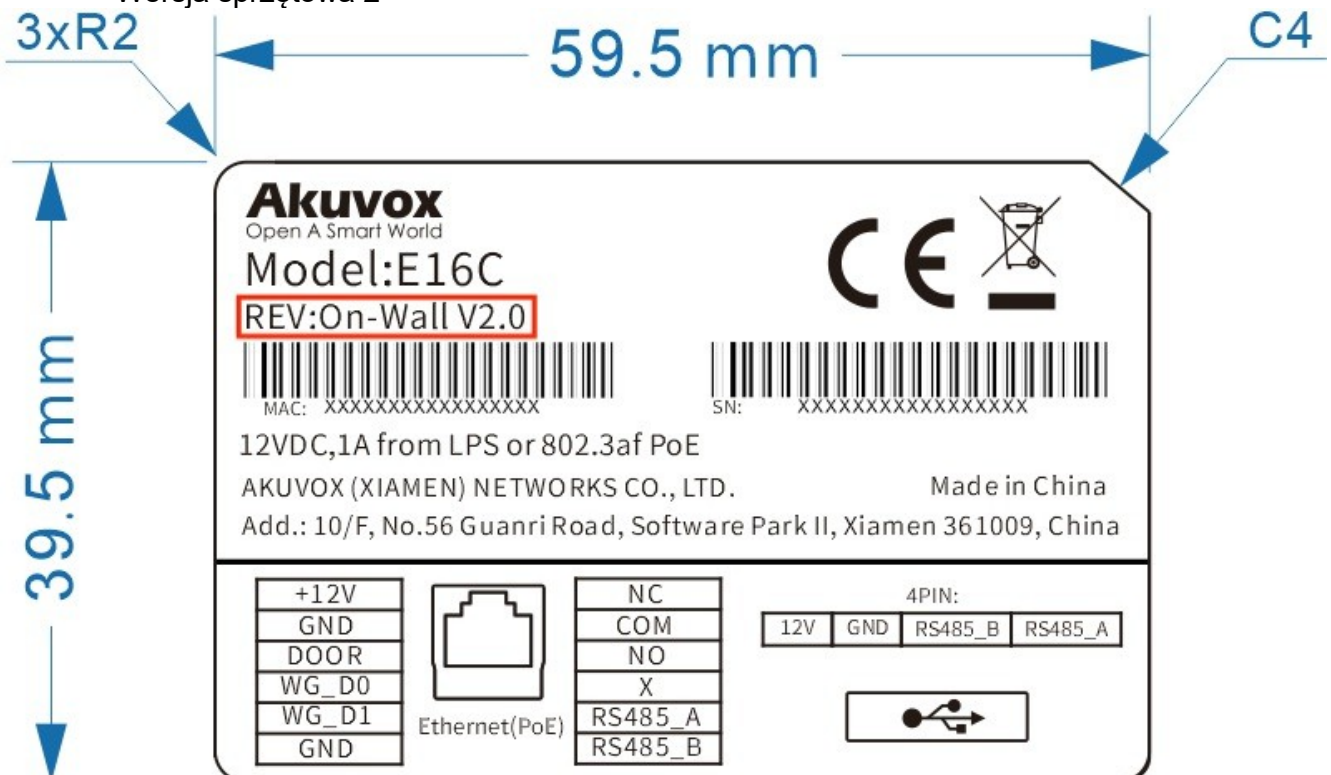 3xR2
59.5 mm
C4
39.5 mm
Akuvox
Open A Smart World
Model:E16C
REV:On-Wall V2.0
MAC: XXXXXXXXXXXXXXXXX
SN: XXXXXXXXXXXXXXXXX
12VDC,1A from LPS or 802.3af PoE
AKUVOX (XIAMEN) NETWORKS CO., LTD.
Made in China
Add.: 10/F, No.56 Guanri Road, Software Park II, Xiamen 361009, China
+12V
GND
DOOR
WG_D0
WG_D1
GND
Ethernet(PoE)
NC
COM
NO
X
RS485_A
RS485_B
4PIN:
12V GND RS485_B RS485_A